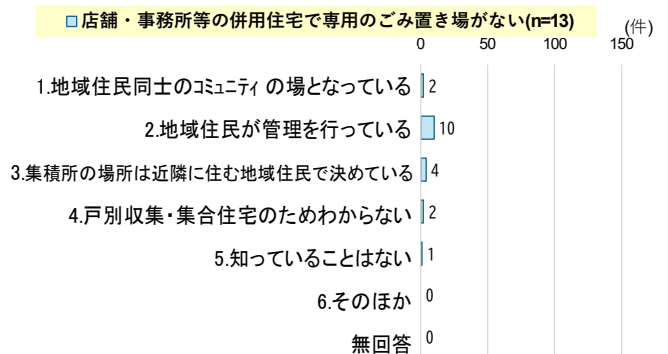 店舗・事務所等の併用住宅で専用のごみ置き場がない(n=13)
(件)
0 50 100 150
1.地域住民同士のコミュニティの場となっている 2
2.地域住民が管理を行っている 10
3.集積所の場所は近隣に住む地域住民で決めている 4
4.戸別収集・集合住宅のためわからない 2
5.知っていることはない 1
6.そのほか 0
無回答 0